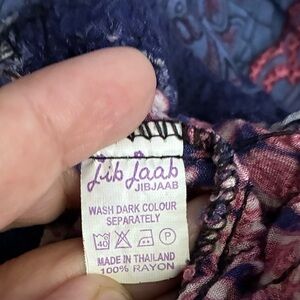 Jib Jaab
JIBJAAB
WASH DARK COLOUR
SEPARATELY
40 P
MADE IN THAILAND
100% RAYON